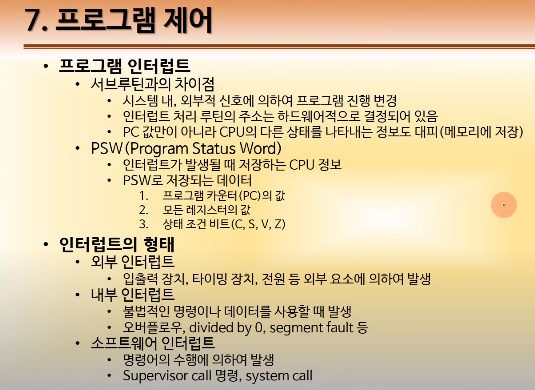 7. 프로그램 제어
• 프로그램 인터럽트
• 서브루틴과의 차이점
• 시스템 내, 외부적 신호에 의하여 프로그램 진행 변경
• 인터럽트 처리 루틴의 주소는 하드웨어적으로 결정되어 있음
• PC 값만이 아니라 CPU의 다른 상태를 나타내는 정보도 대피(메모리에 저장)
• PSW(Program Status Word)
• 인터럽트가 발생될 때 저장하는 CPU 정보
• PSW로 저장되는 데이터
1. 프로그램 카운터(PC)의 값
2. 모든 레지스터의 값
3. 상태 조건 비트(C, S, V, Z)
• 인터럽트의 형태
• 외부 인터럽트
• 입출력 장치, 타이밍 장치, 전원 등 외부 요소에 의하여 발생
• 내부 인터럽트
• 불법적인 명령이나 데이터를 사용할 때 발생
• 오버플로우, divided by 0, segment fault 등
• 소프트웨어 인터럽트
• 명령어의 수행에 의하여 발생
• Supervisor call 명령, system call